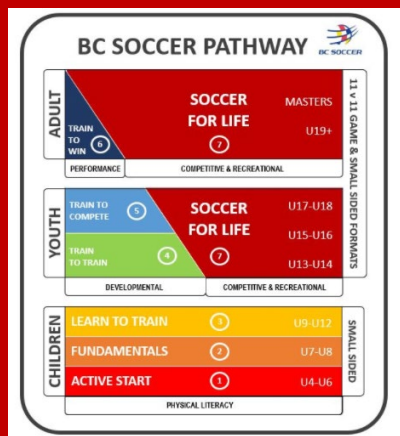 BC SOCCER PATHWAY
BC SOCCER
ADULT
TRAIN
TO
WIN
6
SOCCER
FOR LIFE
7
MASTERS
U19+
PERFORMANCE
COMPETITIVE & RECREATIONAL
11 v 11 GAME & SMALL SIDED FORMATS
YOUTH
TRAIN TO
COMPETE
5
TRAIN
TO TRAIN
4
SOCCER
FOR LIFE
7
U17-U18
U15-U16
U13-U14
DEVELOPMENTAL
COMPETITIVE & RECREATIONAL
CHILDREN
LEARN TO TRAIN 3 U9-U12
FUNDAMENTALS 2 U7-U8
ACTIVE START 1 U4-U6
SMALL SIDED
PHYSICAL LITERACY